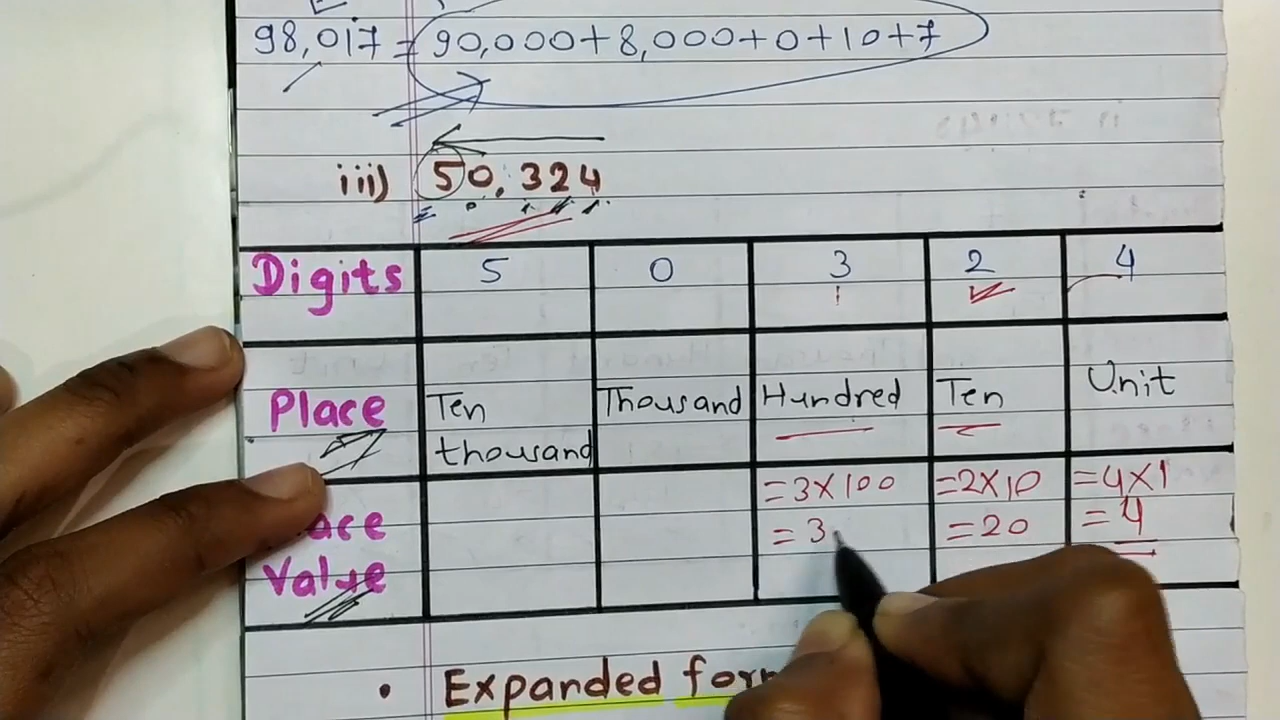 98,017 = 90,000+8,000+0+10+7
iii) 50,324
Digits 5 0 3 2 4
Place Ten thousand Thousand Hundred Ten Unit
=3×100 =2×10 =4×1
= 3 =20 = 4
Value
• Expanded